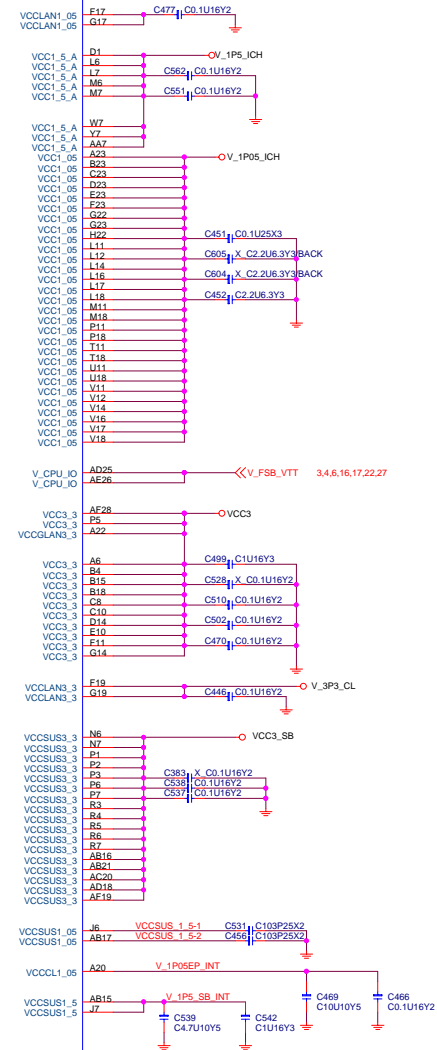 VCCLAN1_05 F17 C477 C0.1U16Y2
VCCLAN1_05 G17
VCC1_5_A D1 V_1P5_ICH
VCC1_5_A L6
VCC1_5_A L7 C562 C0.1U16Y2
VCC1_5_A M6
VCC1_5_A M7 C551 C0.1U16Y2
VCC1_5_A W7
VCC1_5_A Y7
VCC1_5_A AA7
VCC1_05 A23 V_1P05_ICH
VCC1_05 B23
VCC1_05 C23
VCC1_05 D23
VCC1_05 E23
VCC1_05 F23
VCC1_05 G22
VCC1_05 G23
VCC1_05 H22 C451 C0.1U25X3
VCC1_05 L11
VCC1_05 L12 C605 X_C2.2U6.3Y3/BACK
VCC1_05 L14
VCC1_05 L16 C604 X_C2.2U6.3Y3/BACK
VCC1_05 L17
VCC1_05 L18 C452 C2.2U6.3Y3
VCC1_05 M11
VCC1_05 M18
VCC1_05 P11
VCC1_05 P18
VCC1_05 T11
VCC1_05 T18
VCC1_05 U11
VCC1_05 U18
VCC1_05 V11
VCC1_05 V12
VCC1_05 V14
VCC1_05 V16
VCC1_05 V17
VCC1_05 V18
V_CPU_IO AD25 V_FSB_VTT 3,4,6,16,17,22,27
V_CPU_IO AE26
VCC3_3 AF28 VCC3
VCC3_3 P5
VCCGLAN3_3 A22
VCC3_3 A6 C499 C1U16Y3
VCC3_3 B4
VCC3_3 B15 C528 X_C0.1U16Y2
VCC3_3 B18
VCC3_3 C8 C510 C0.1U16Y2
VCC3_3 C10
VCC3_3 D14 C502 C0.1U16Y2
VCC3_3 E10
VCC3_3 F11 C470 C0.1U16Y2
VCC3_3 G14
VCCLAN3_3 F19 V_3P3_CL
VCCLAN3_3 G19 C446 C0.1U16Y2
VCCSUS3_3 N6 VCC3_SB
VCCSUS3_3 N7
VCCSUS3_3 P1
VCCSUS3_3 P2
VCCSUS3_3 P3 C383 X_C0.1U16Y2
VCCSUS3_3 P6 C538 C0.1U16Y2
VCCSUS3_3 P7 C537 C0.1U16Y2
VCCSUS3_3 R3
VCCSUS3_3 R4
VCCSUS3_3 R5
VCCSUS3_3 R6
VCCSUS3_3 R7
VCCSUS3_3 AB16
VCCSUS3_3 AB21
VCCSUS3_3 AC20
VCCSUS3_3 AD18
VCCSUS3_3 AF19
VCCSUS1_05 J6 VCCSUS_1_5-1 C531 C103P25X2
VCCSUS1_05 AB17 VCCSUS_1_5-2 C456 C103P25X2
VCCCL1_05 A20 V_1P05EP_INT
C469 C466
C10U10Y5 C0.1U16Y2
VCCSUS1_5 AB15 V_1P5_SB_INT
VCCSUS1_5 J7
C539 C542
C4.7U10Y5 C1U16Y3